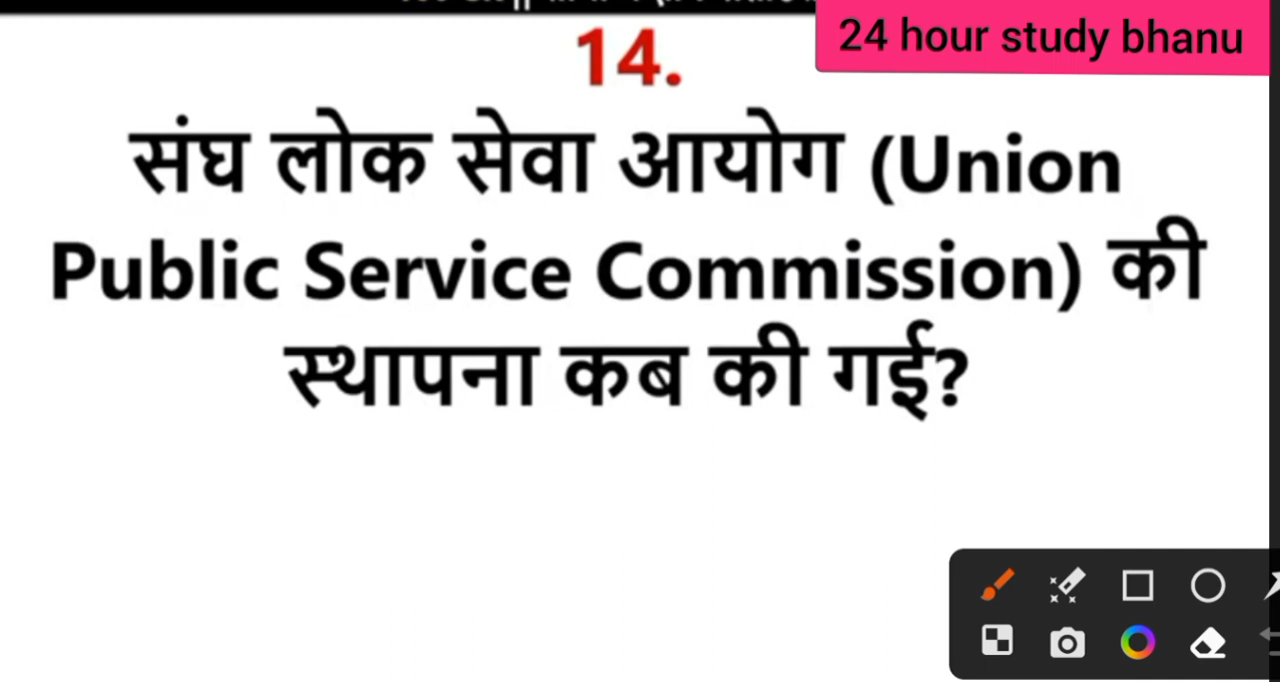 24 hour study bhanu
14.
संघ लोक सेवा आयोग (Union
Public Service Commission) की
स्थापना कब की गई?